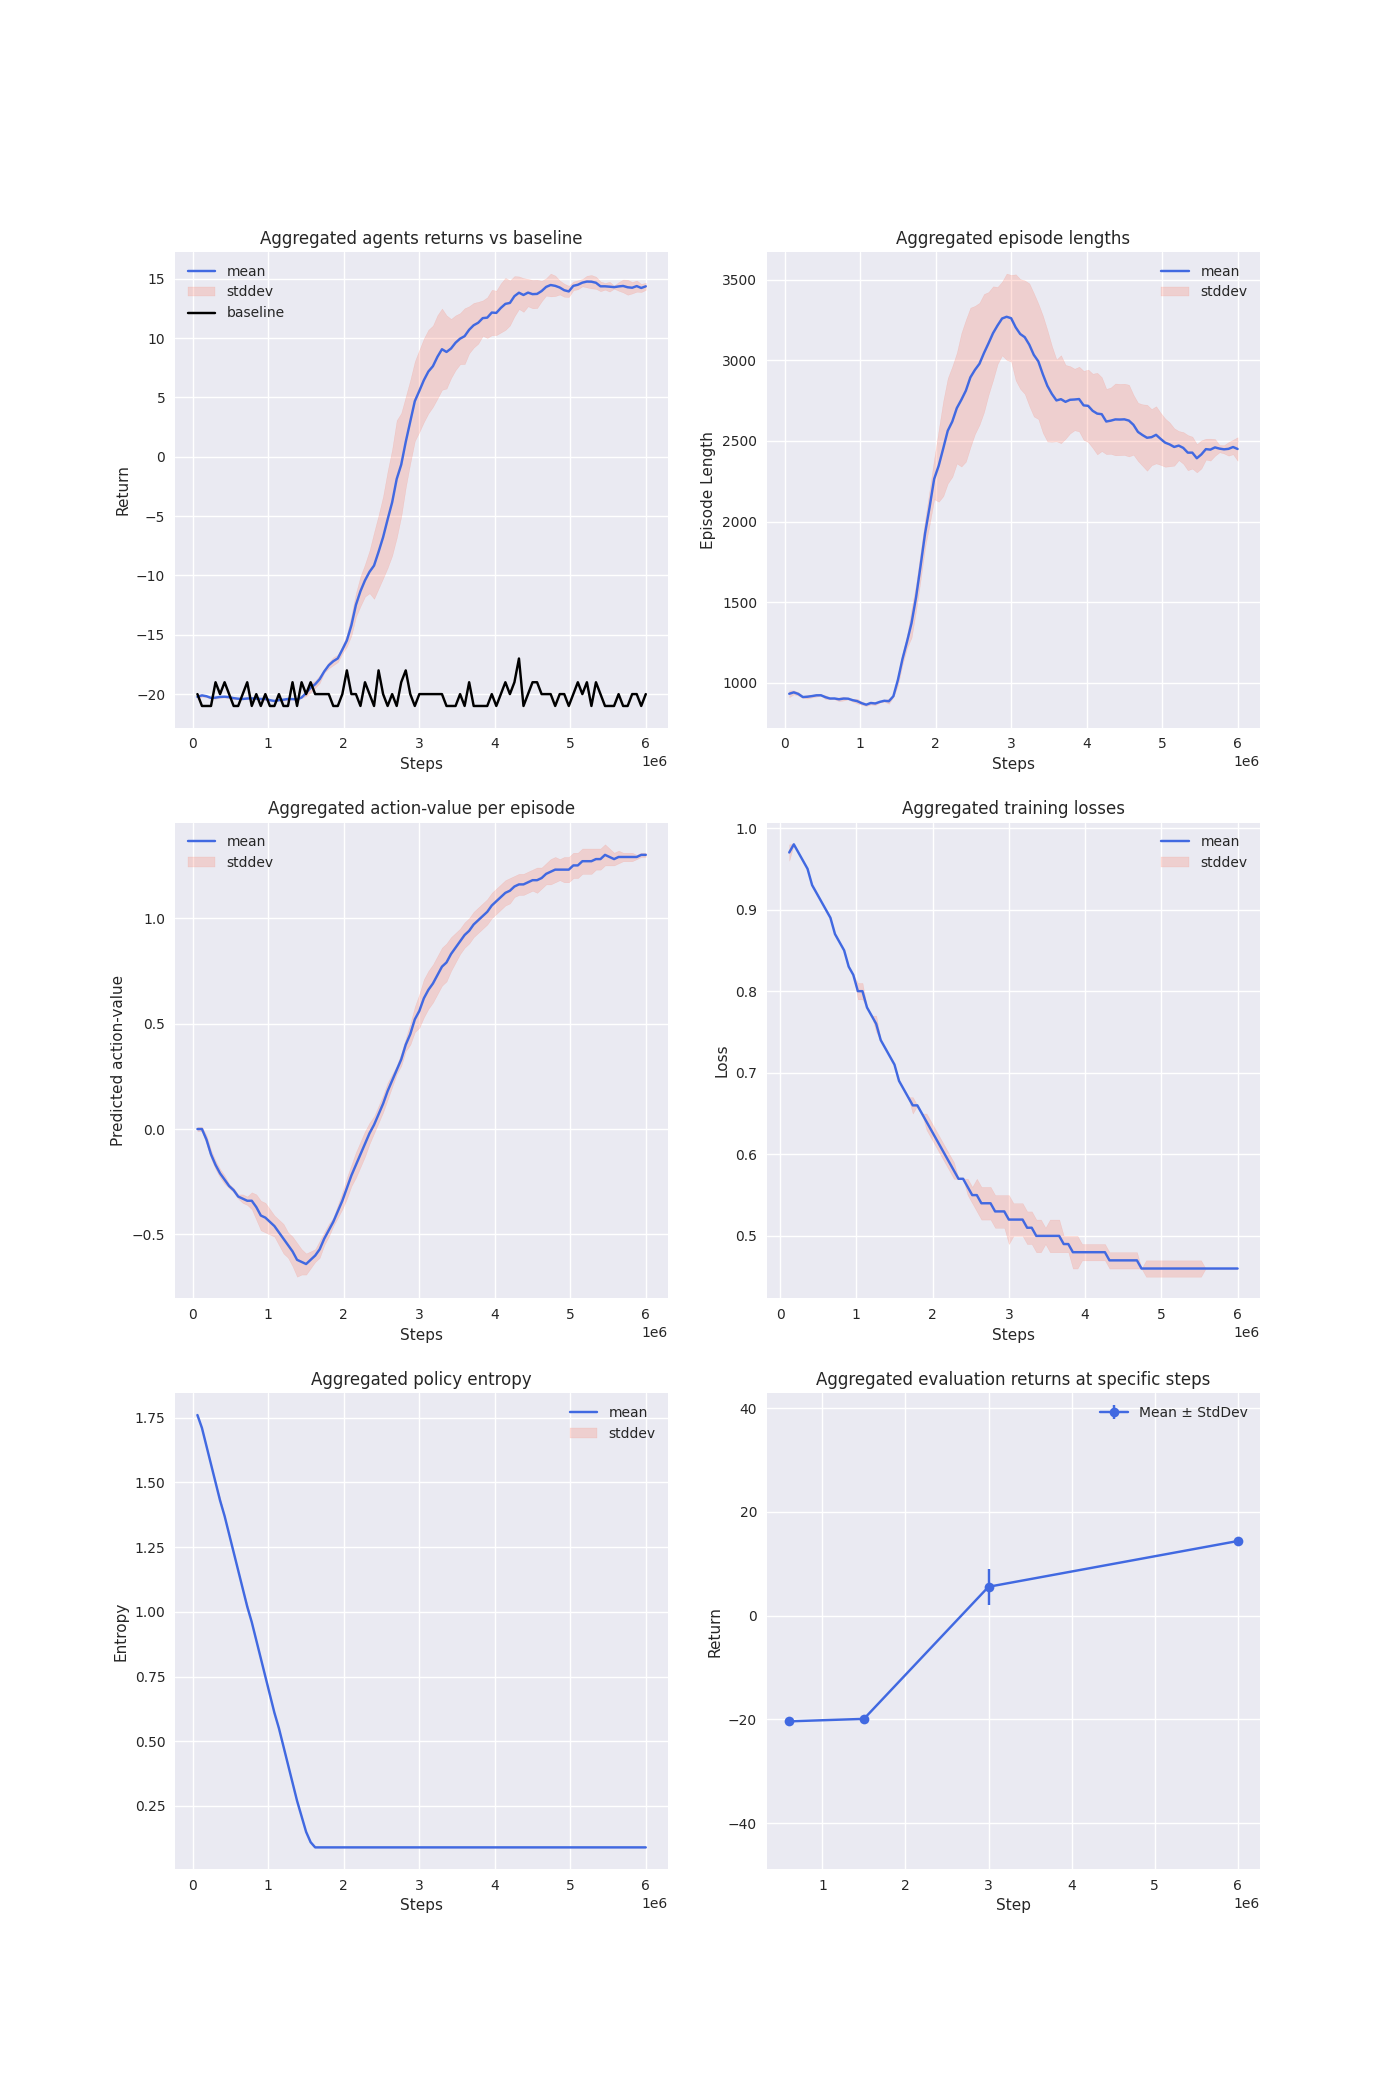 Aggregated agents returns vs baseline
mean
stddev
baseline
15
10
5
0
−5
−10
−15
−20
Return
0 1 2 3 4 5 6
1e6
Steps
Aggregated episode lengths
mean
stddev
3500
3000
2500
2000
1500
1000
Episode Length
0 1 2 3 4 5 6
1e6
Steps
Aggregated action-value per episode
mean
stddev
1.0
0.5
0.0
−0.5
Predicted action-value
0 1 2 3 4 5 6
1e6
Steps
Aggregated training losses
mean
stddev
1.0
0.9
0.8
0.7
0.6
0.5
Loss
0 1 2 3 4 5 6
1e6
Steps
Aggregated policy entropy
mean
stddev
1.75
1.50
1.25
1.00
0.75
0.50
0.25
Entropy
0 1 2 3 4 5 6
1e6
Steps
Aggregated evaluation returns at specific steps
Mean ± StdDev
40
20
0
−20
−40
Return
1 2 3 4 5 6
1e6
Step